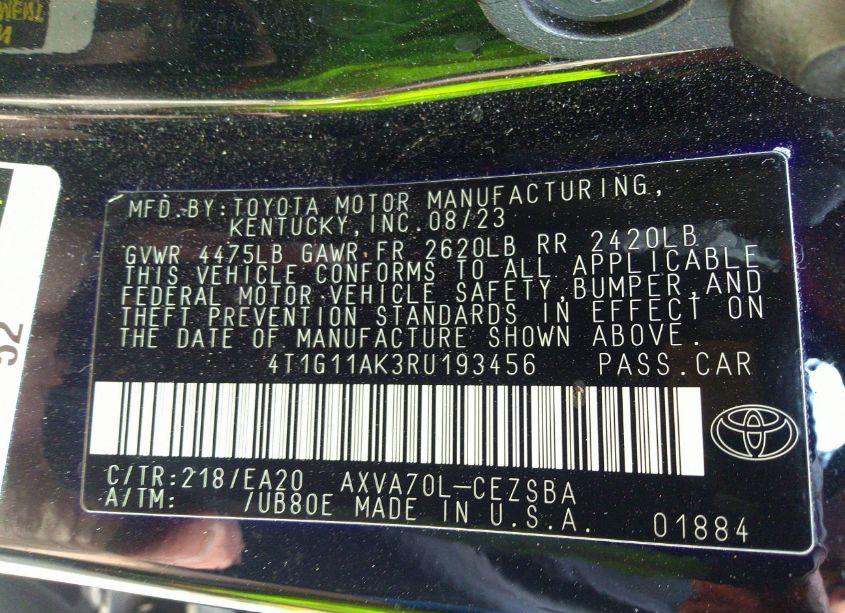 MFD.BY:TOYOTA MOTOR MANUFACTURING,
KENTUCKY,INC.08/23
GVWR 4475LB GAWR FR 2620LB RR 2420LB
THIS VEHICLE CONFORMS TO ALL APPLICABLE
FEDERAL MOTOR VEHICLE SAFETY,BUMPER,AND
THEFT PREVENTION STANDARDS IN EFFECT ON
THE DATE OF MANUFACTURE SHOWN ABOVE.
4T1G11AK3RU193456 PASS.CAR
C/TR:218/EA20 AXVA70L-CEZSBA
A/TM: /UB80E MADE IN U.S.A. 01884